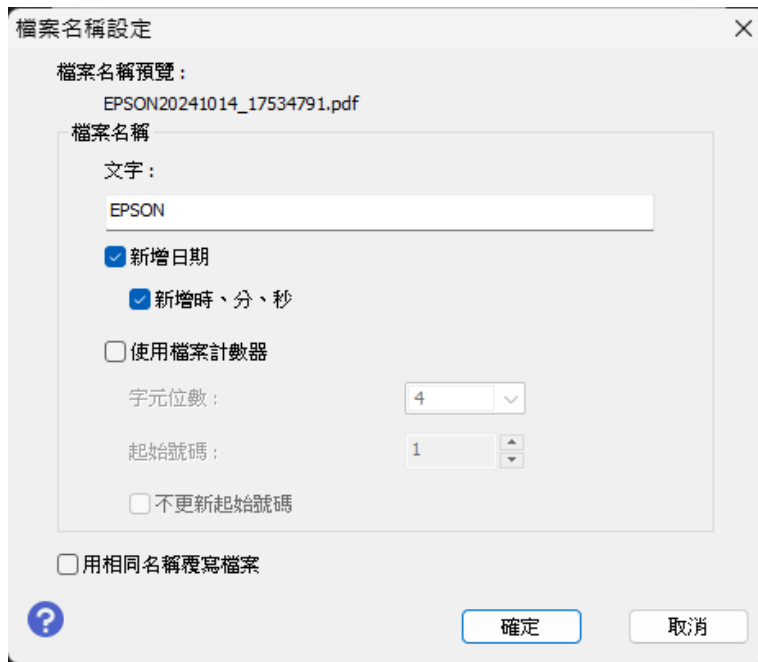 檔案名稱設定
檔案名稱預覽：
EPSON20241014_17534791.pdf
檔案名稱
文字：
EPSON
新增日期
新增時、分、秒
使用檔案計數器
字元位數： 4
起始號碼： 1
不更新起始號碼
用相同名稱覆寫檔案
? 確定 取消